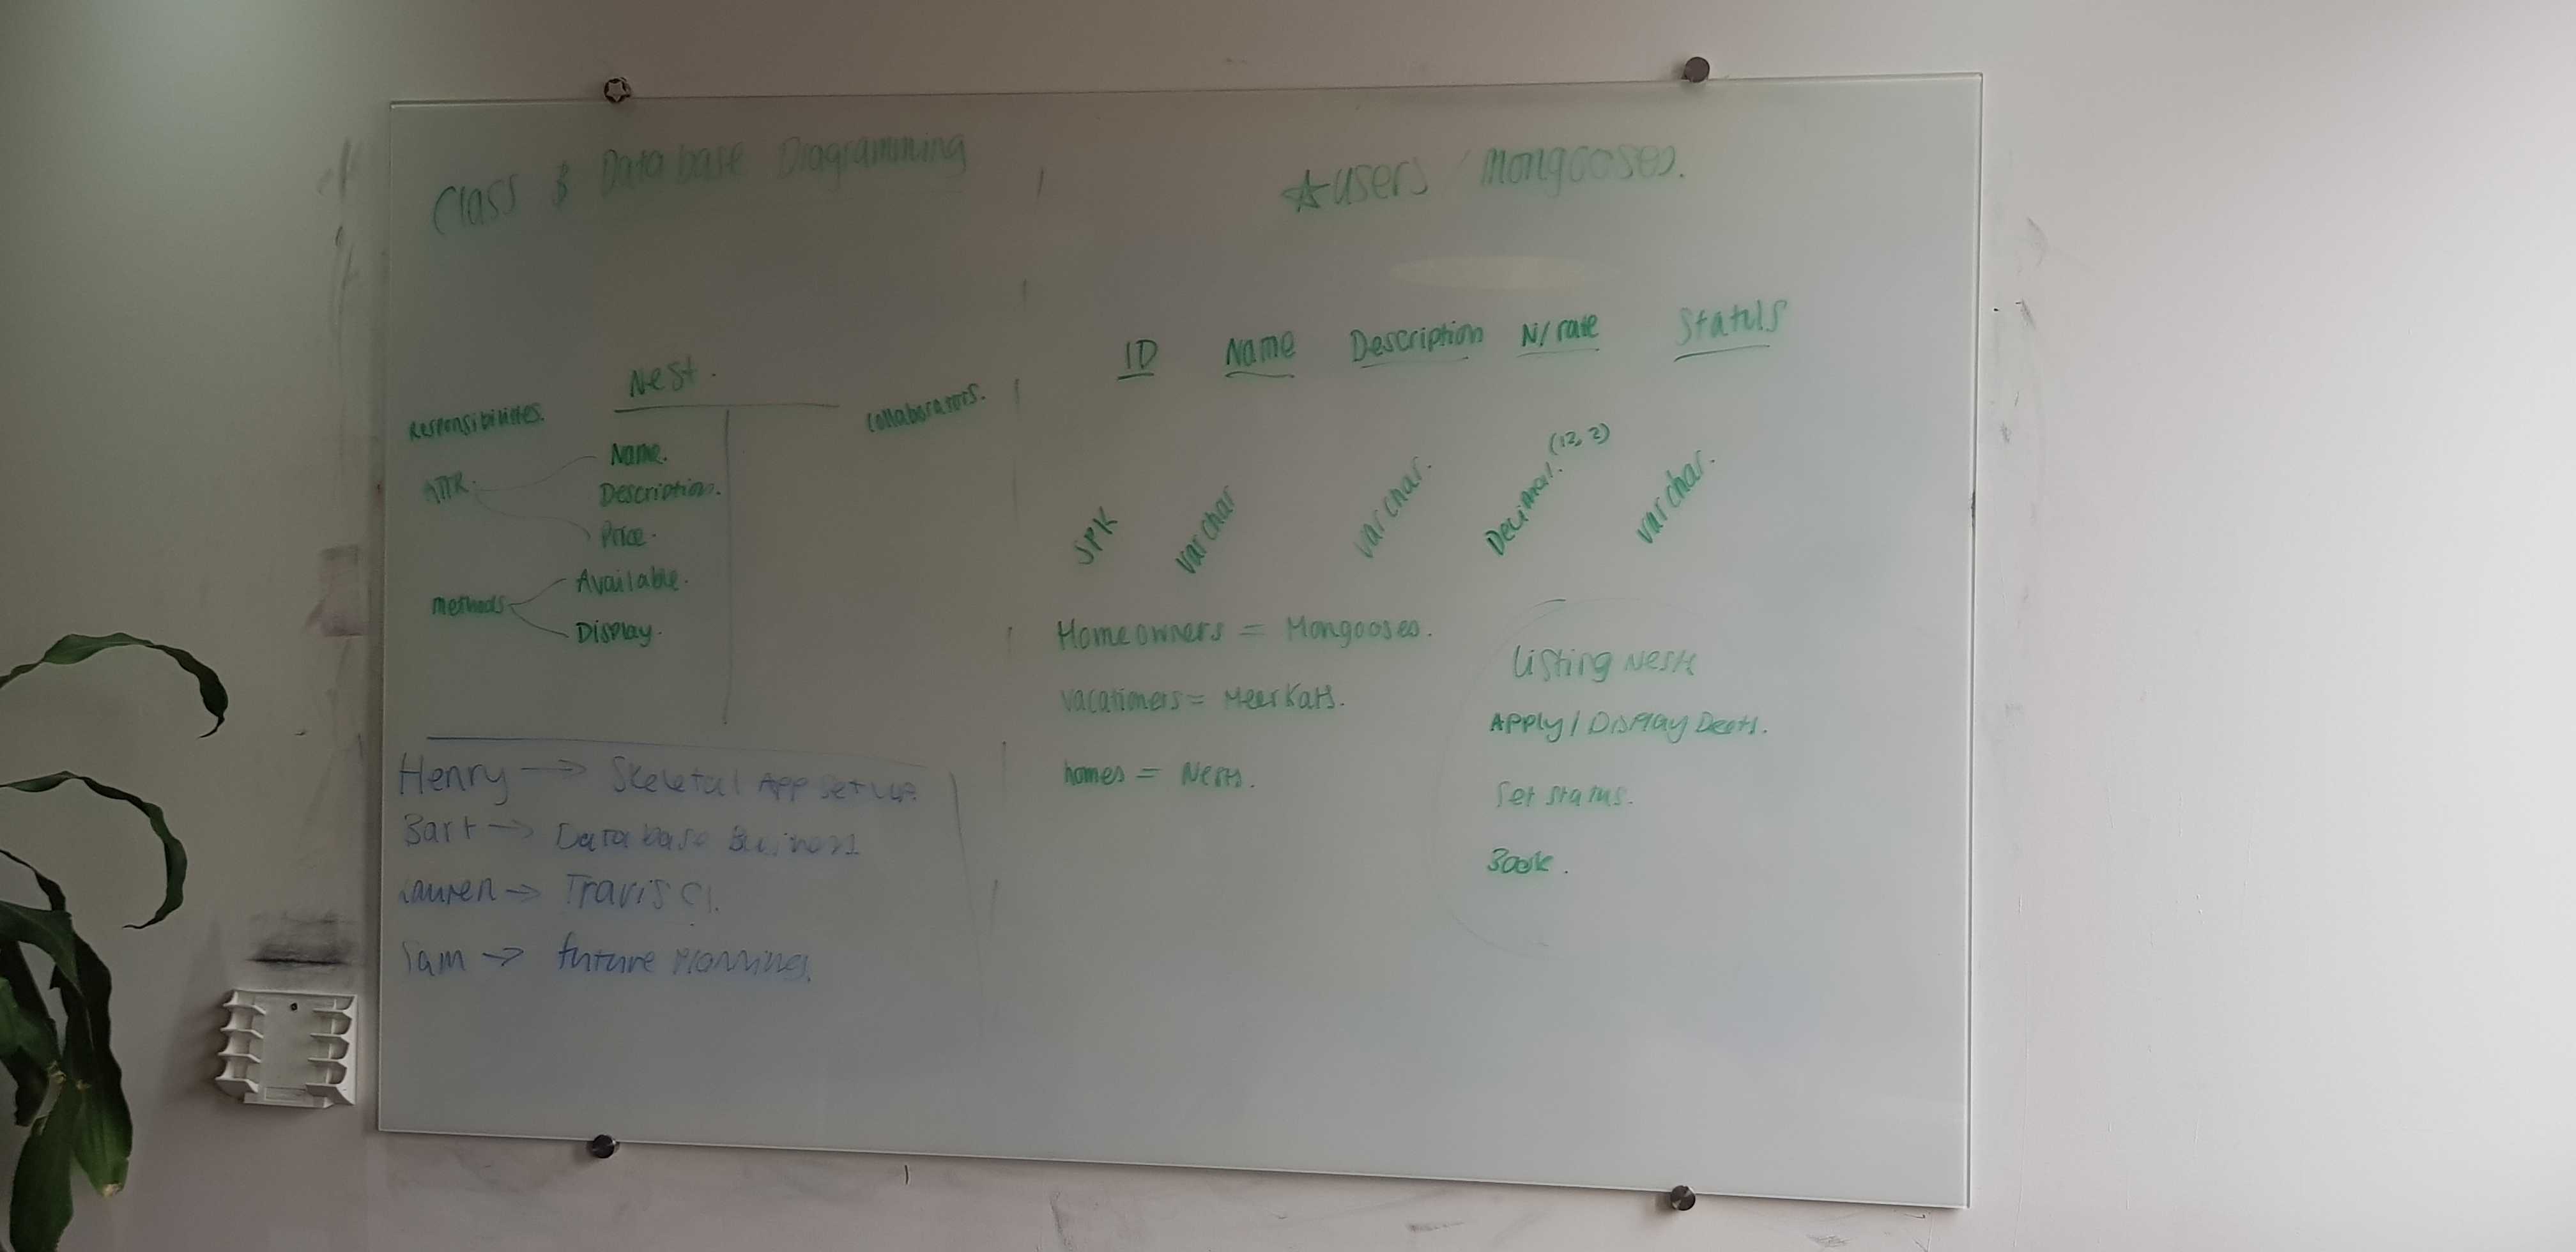 Class & Database Diagramming
Nest.
Responsibilities.
Collaborators.
ATTR.
Name.
Description.
Price.
Methods
Available.
Display.
Henry → Skeletal App setup
Bart → Database Business
Lauren → Travis CI.
Sam → future planning.
☆users / Mongooses.
ID Name Description N/rate Status
SPK varchar varchar. Decimal. (12, 2) varchar.
Homeowners = Mongooses.
Vacationers = Meerkats.
homes = Nests.
Listing Nests
Apply / Display Deets.
Set status.
Book.